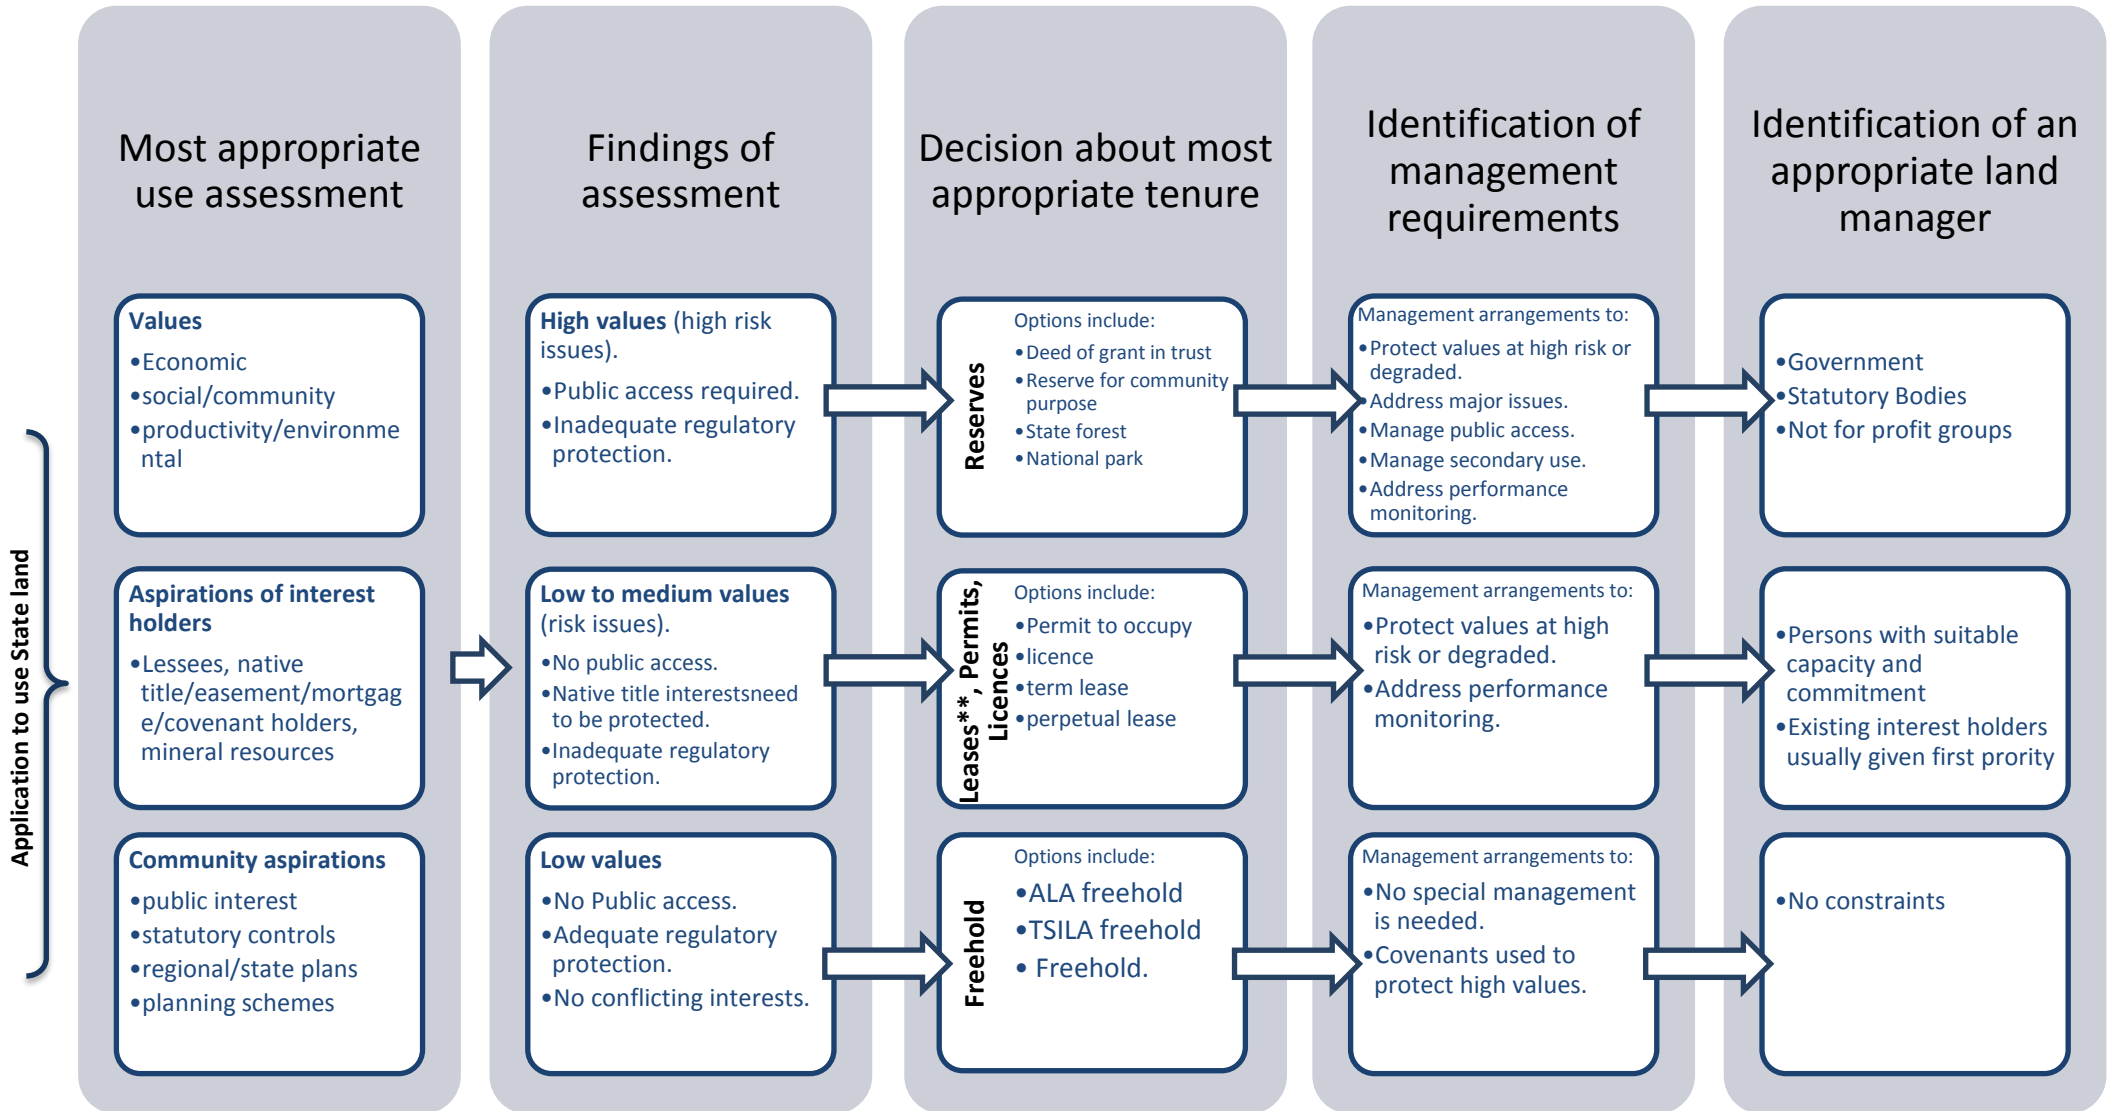 Application to use State land
Most appropriate
use assessment
Values
•Economic
•social/community
•productivity/environme
ntal
Aspirations of interest
holders
•Lessees, native
title/easement/mortgag
e/covenant holders,
mineral resources
Community aspirations
•public interest
•statutory controls
•regional/state plans
•planning schemes
Findings of
assessment
High values (high risk
issues).
•Public access required.
•Inadequate regulatory
protection.
Low to medium values
(risk issues).
•No public access.
•Native title interestsneed
to be protected.
•Inadequate regulatory
protection.
Low values
•No Public access.
•Adequate regulatory
protection.
•No conflicting interests.
Decision about most
appropriate tenure
Reserves
Options include:
•Deed of grant in trust
•Reserve for community
purpose
•State forest
•National park
Leases**, Permits,
Licences
Options include:
•Permit to occupy
•licence
•term lease
•perpetual lease
Freehold
Options include:
•ALA freehold
•TSILA freehold
• Freehold.
Identification of
management
requirements
Management arrangements to:
•Protect values at high risk or
degraded.
•Address major issues.
•Manage public access.
•Manage secondary use.
•Address performance
monitoring.
Management arrangements to:
•Protect values at high
risk or degraded.
•Address performance
monitoring.
Management arrangements to:
•No special management
is needed.
•Covenants used to
protect high values.
Identification of an
appropriate land
manager
•Government
•Statutory Bodies
•Not for profit groups
•Persons with suitable
capacity and
commitment
•Existing interest holders
usually given first prority
•No constraints